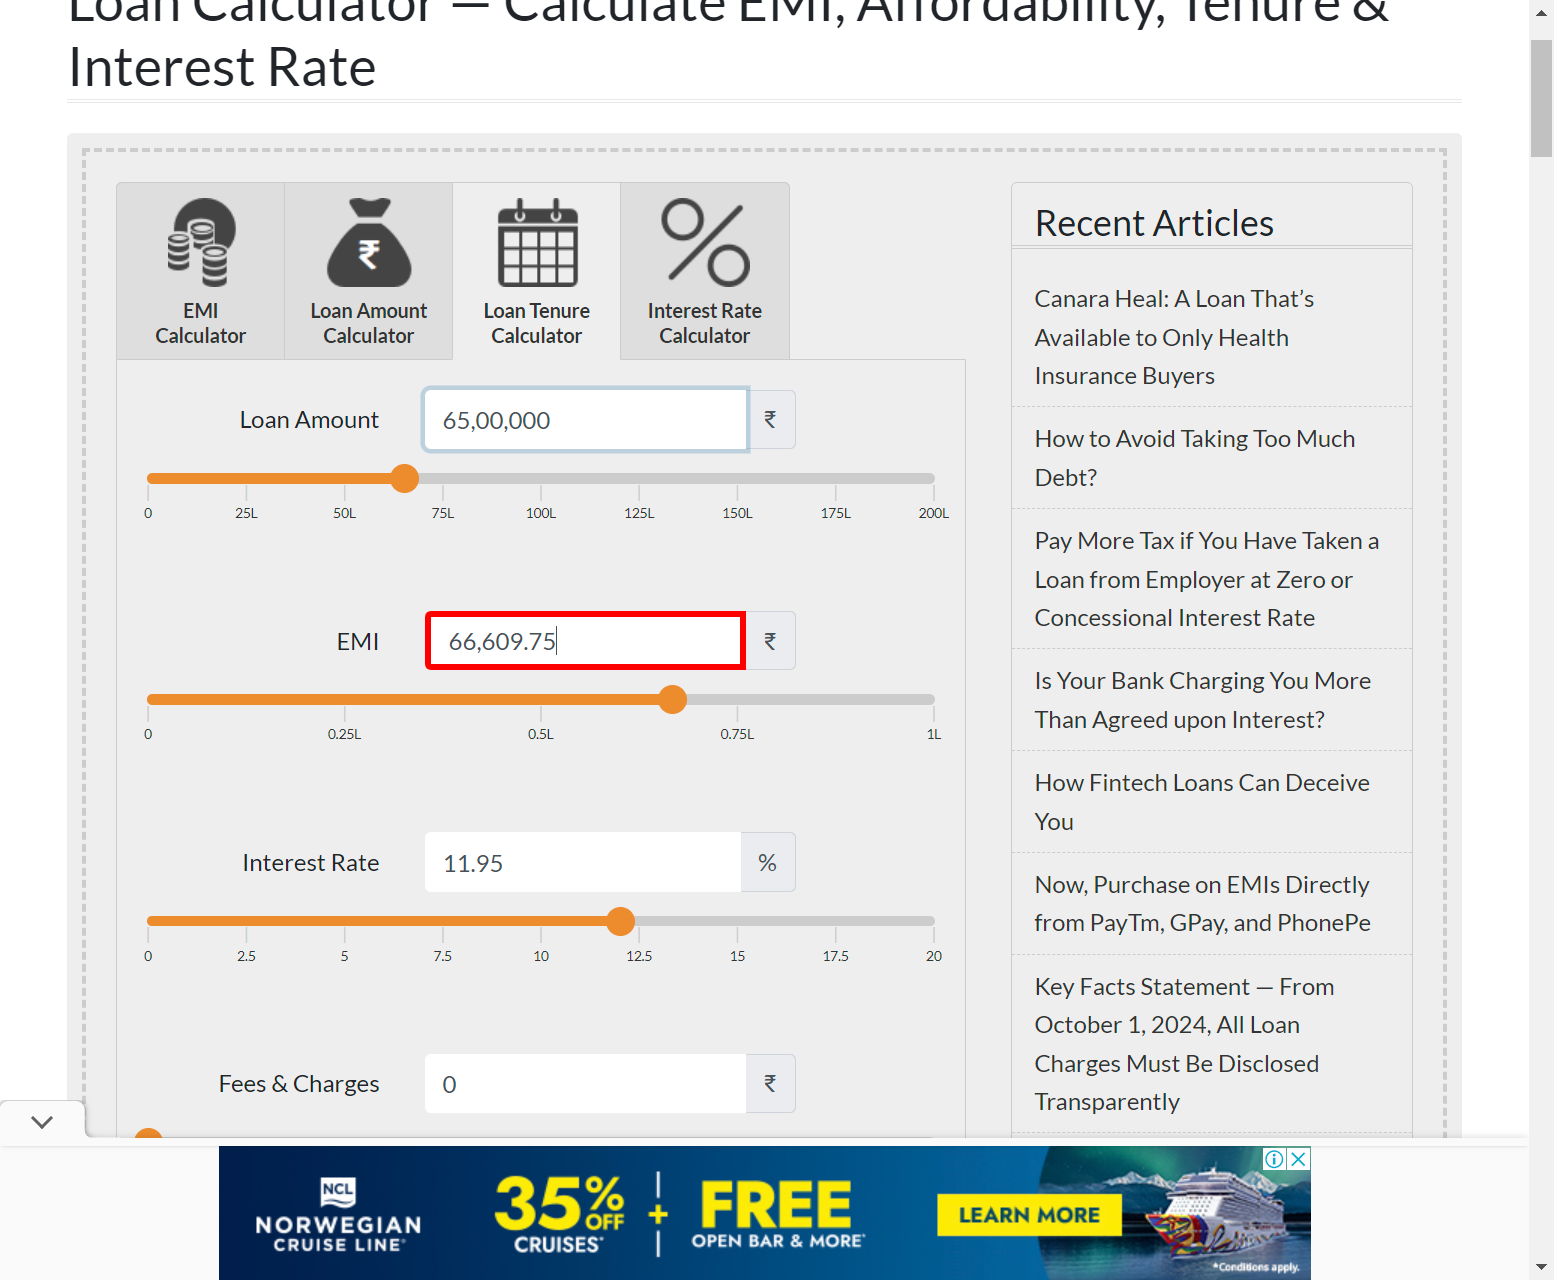 Loan Calculator — Calculate EMI, Affordability, Tenure &
Interest Rate
EMI
Calculator
₹
Loan Amount
Calculator
Loan Tenure
Calculator
Interest Rate
Calculator
Loan Amount
65,00,000
₹
0
25L
50L
75L
100L
125L
150L
175L
200L
EMI
66,609.75
₹
0
0.25L
0.5L
0.75L
1L
Interest Rate
11.95
%
0
2.5
5
7.5
10
12.5
15
17.5
20
Fees & Charges
0
₹
Recent Articles
Canara Heal: A Loan That’s
Available to Only Health
Insurance Buyers
How to Avoid Taking Too Much
Debt?
Pay More Tax if You Have Taken a
Loan from Employer at Zero or
Concessional Interest Rate
Is Your Bank Charging You More
Than Agreed upon Interest?
How Fintech Loans Can Deceive
You
Now, Purchase on EMIs Directly
from PayTm, GPay, and PhonePe
Key Facts Statement — From
October 1, 2024, All Loan
Charges Must Be Disclosed
Transparently
NCL
NORWEGIAN
CRUISE LINE®
35% OFF
CRUISES*
+
FREE
OPEN BAR & MORE*
LEARN MORE
*Conditions apply.